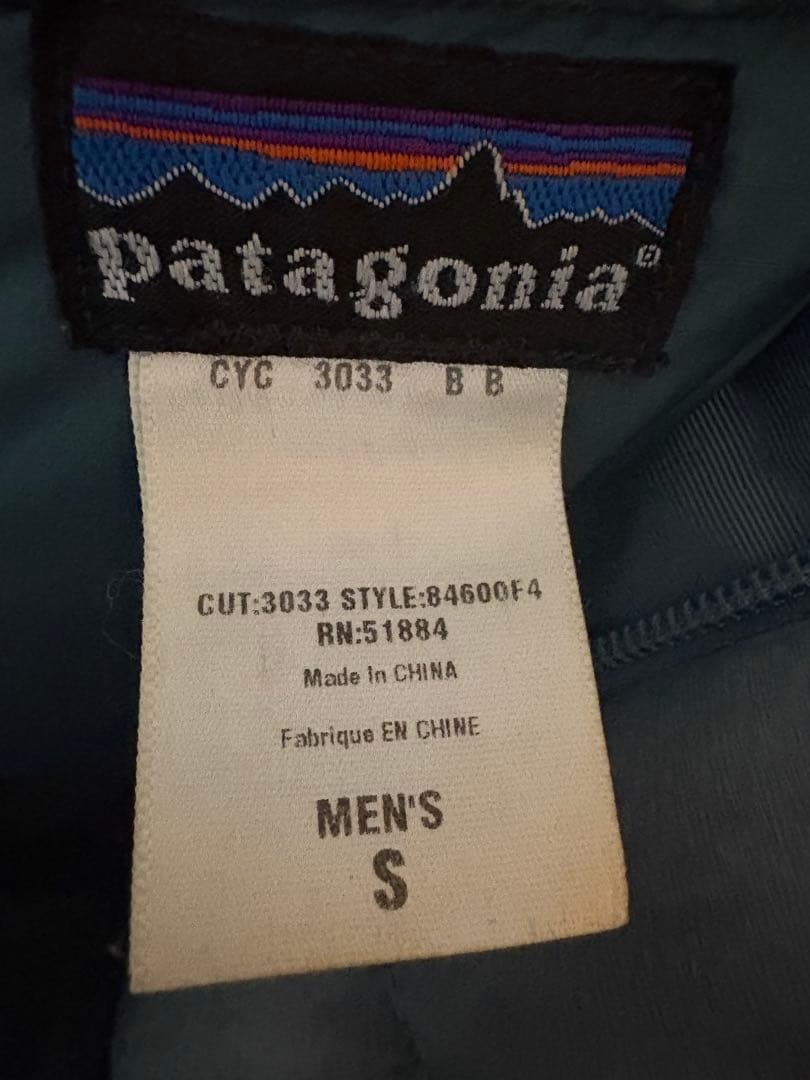 patagonia®
CYC 3033 B B
CUT:3033 STYLE:84600F4
RN:51884
Made In CHINA
Fabrique EN CHINE
MEN'S
S